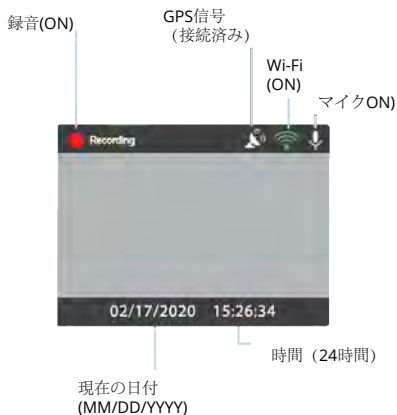 録音(ON)
GPS信号
（接続済み）
Wi-Fi
(ON)
マイクON)
Recording
02/17/2020 15:26:34
時間（24時間）
現在の日付
(MM/DD/YYYY)